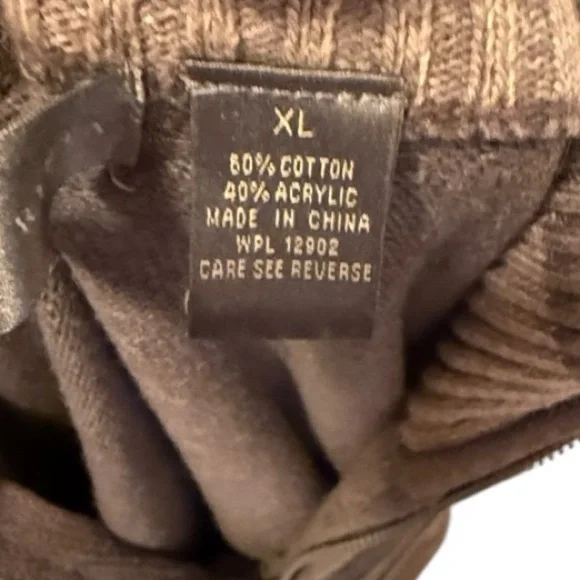 XL
60% COTTON
40% ACRYLIC
MADE IN CHINA
WPL 12902
CARE SEE REVERSE